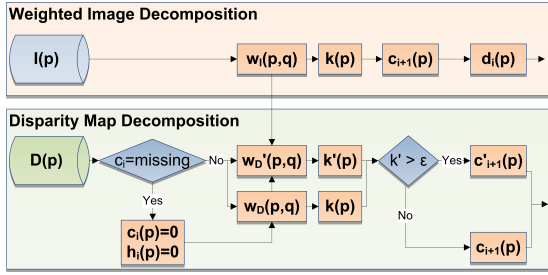 Weighted Image Decomposition
I(p) wI(p,q) k(p) ci+1(p) di(p)
Disparity Map Decomposition
D(p) ci=missing No wD'(p,q) k'(p) k' > ε Yes c'i+1(p)
Yes wD(p,q) k(p) No
ci(p)=0
hi(p)=0
ci+1(p)